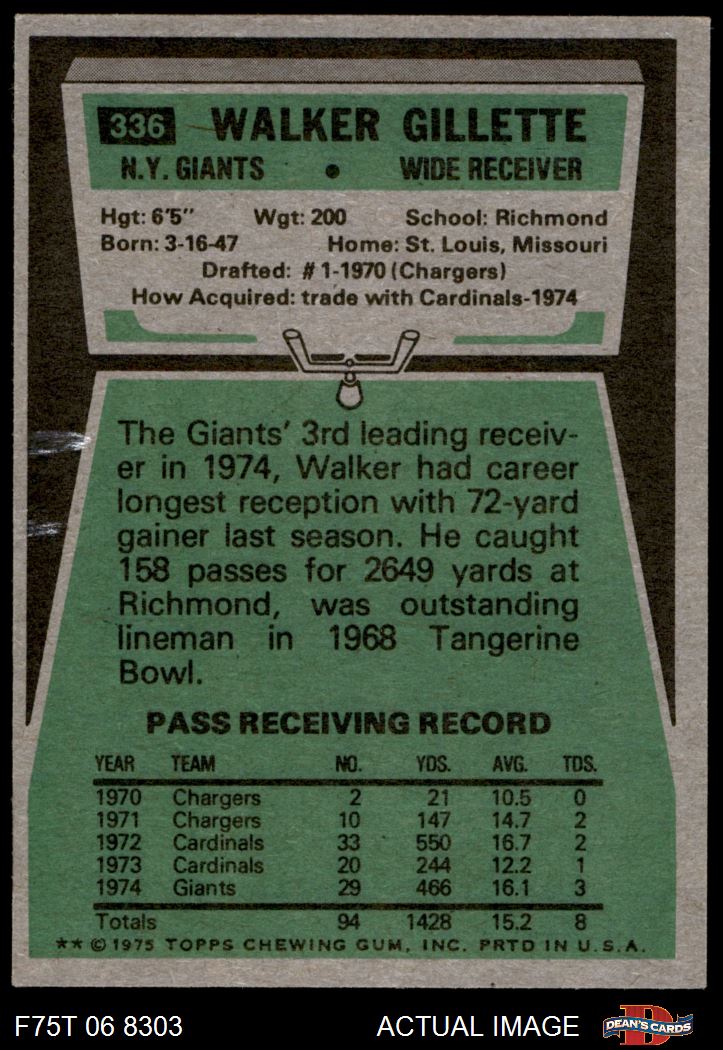 336 WALKER GILLETTE
N.Y. GIANTS • WIDE RECEIVER
Hgt: 6'5" Wgt: 200 School: Richmond
Born: 3-16-47 Home: St. Louis, Missouri
Drafted: #1-1970 (Chargers)
How Acquired: trade with Cardinals-1974
The Giants' 3rd leading receiv-
er in 1974, Walker had career
longest reception with 72-yard
gainer last season. He caught
158 passes for 2649 yards at
Richmond, was outstanding
lineman in 1968 Tangerine
Bowl.
PASS RECEIVING RECORD
YEAR TEAM NO. YDS. AVG. TDS.
1970 Chargers 2 21 10.5 0
1971 Chargers 10 147 14.7 2
1972 Cardinals 33 550 16.7 2
1973 Cardinals 20 244 12.2 1
1974 Giants 29 466 16.1 3
Totals 94 1428 15.2 8
** © 1975 TOPPS CHEWING GUM, INC. PRTD IN U.S.A.
F75T 06 8303 ACTUAL IMAGE D DEAN'S CARDS